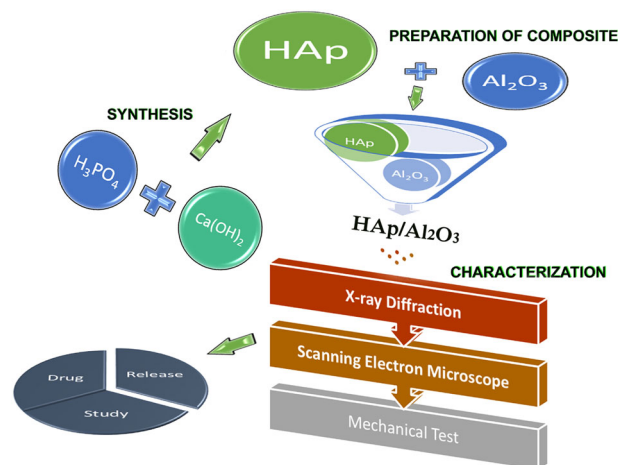 HAp
PREPARATION OF COMPOSITE
Al₂O₃
SYNTHESIS
H₃PO₄
Ca(OH)₂
HAp
Al₂O₃
HAp/Al₂O₃
CHARACTERIZATION
X-ray Diffraction
Scanning Electron Microscope
Mechanical Test
Drug
Release
Study